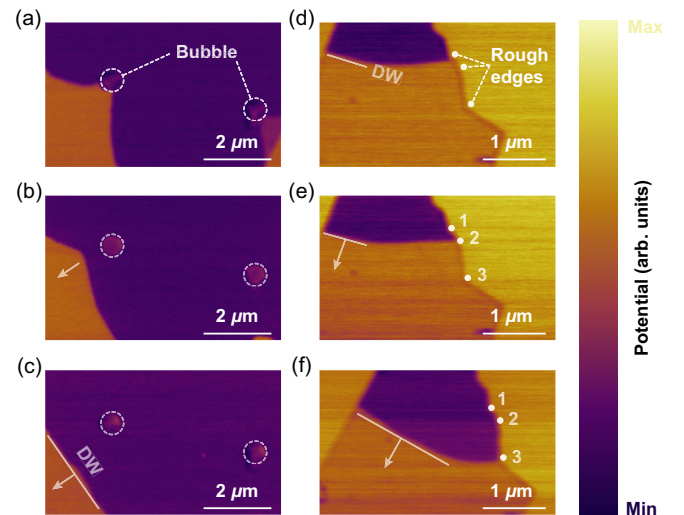 (a)
Bubble
2 µm
(b)
2 µm
(c)
DW
2 µm
(d)
DW
Rough
edges
1 µm
(e)
1
2
3
1 µm
(f)
1
2
3
1 µm
Max
Potential (arb. units)
Min